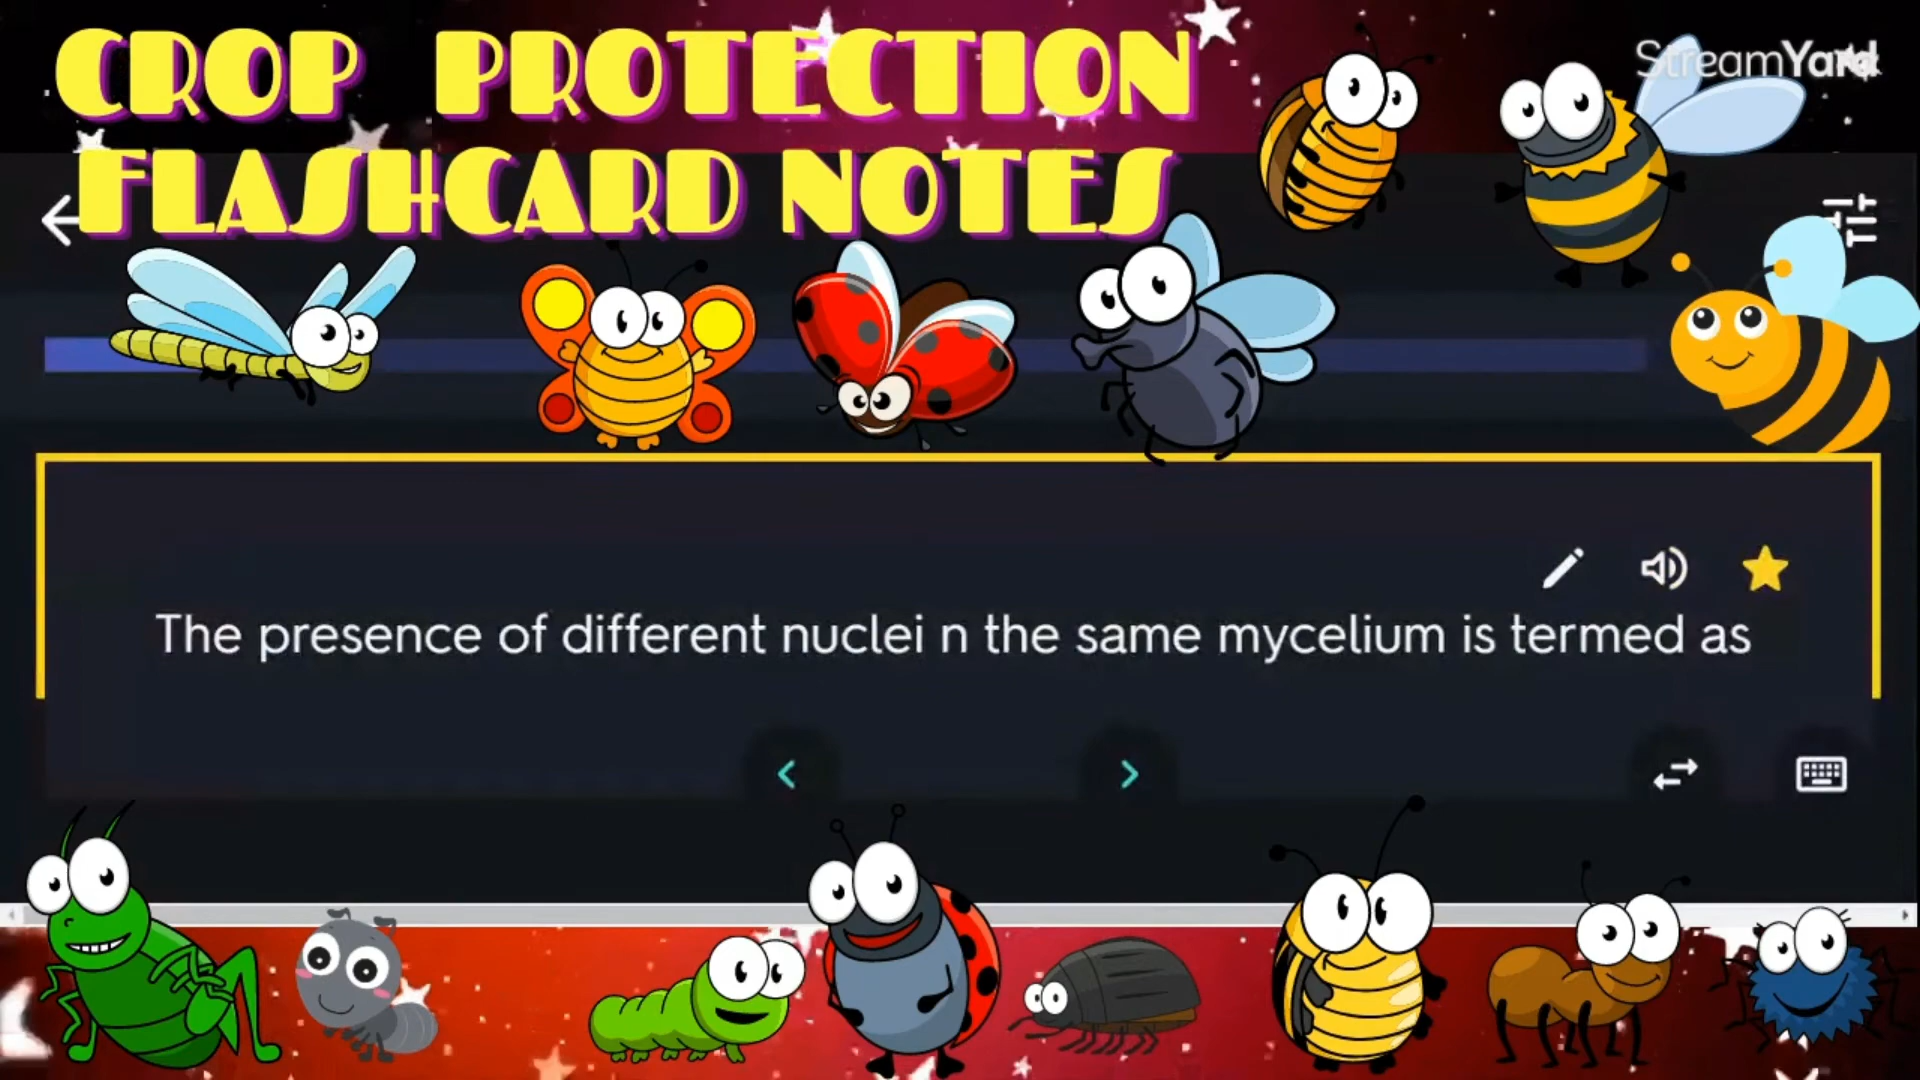 CROP PROTECTION
StreamYard
FLASHCARD NOTES
The presence of different nuclei n the same mycelium is termed as